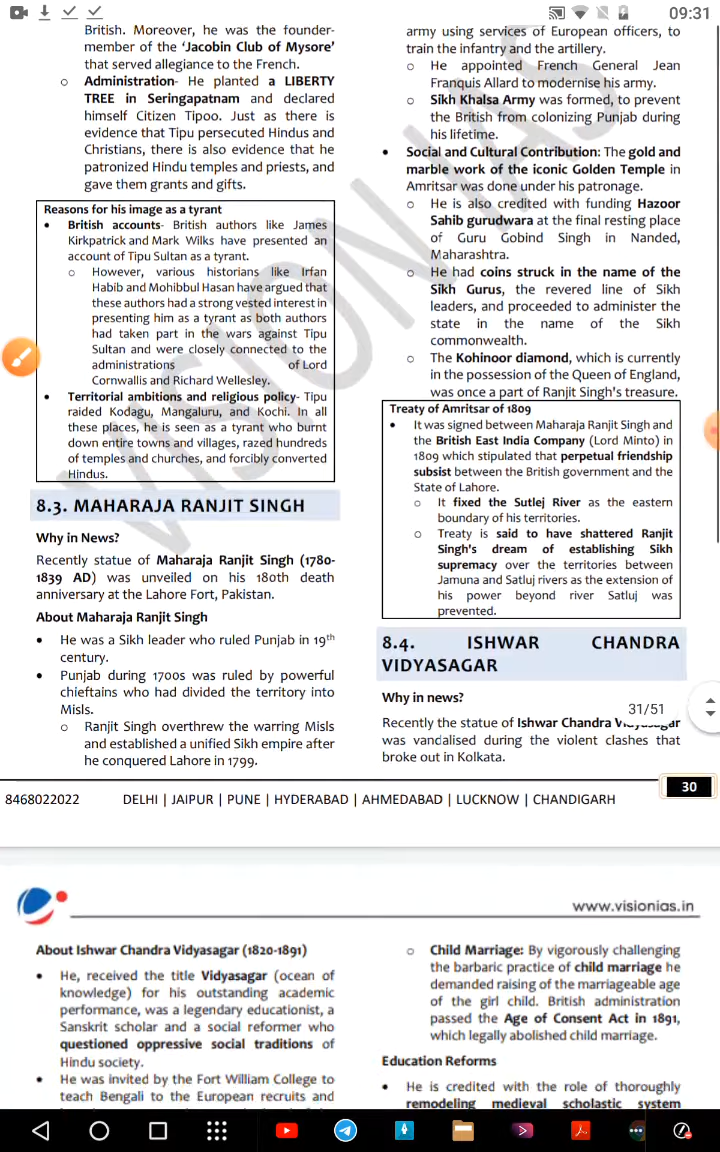 09:31
British. Moreover, he was the founder-
member of the ‘Jacobin Club of Mysore’
that served allegiance to the French.
o Administration- He planted a LIBERTY
TREE in Seringapatnam and declared
himself Citizen Tipoo. Just as there is
evidence that Tipu persecuted Hindus and
Christians, there is also evidence that he
patronized Hindu temples and priests, and
gave them grants and gifts.
Reasons for his image as a tyrant
• British accounts- British authors like James
Kirkpatrick and Mark Wilks have presented an
account of Tipu Sultan as a tyrant.
o However, various historians like Irfan
Habib and Mohibbul Hasan have argued that
these authors had a strong vested interest in
presenting him as a tyrant as both authors
had taken part in the wars against Tipu
Sultan and were closely connected to the
administrations of Lord
Cornwallis and Richard Wellesley.
• Territorial ambitions and religious policy- Tipu
raided Kodagu, Mangaluru, and Kochi. In all
these places, he is seen as a tyrant who burnt
down entire towns and villages, razed hundreds
of temples and churches, and forcibly converted
Hindus.
8.3. MAHARAJA RANJIT SINGH
Why in News?
Recently statue of Maharaja Ranjit Singh (1780-
1839 AD) was unveiled on his 180th death
anniversary at the Lahore Fort, Pakistan.
About Maharaja Ranjit Singh
• He was a Sikh leader who ruled Punjab in 19th
century.
• Punjab during 1700s was ruled by powerful
chieftains who had divided the territory into
Misls.
o Ranjit Singh overthrew the warring Misls
and established a unified Sikh empire after
he conquered Lahore in 1799.
army using services of European officers, to
train the infantry and the artillery.
o He appointed French General Jean
Franquis Allard to modernise his army.
o Sikh Khalsa Army was formed, to prevent
the British from colonizing Punjab during
his lifetime.
• Social and Cultural Contribution: The gold and
marble work of the iconic Golden Temple in
Amritsar was done under his patronage.
o He is also credited with funding Hazoor
Sahib gurudwara at the final resting place
of Guru Gobind Singh in Nanded,
Maharashtra.
o He had coins struck in the name of the
Sikh Gurus, the revered line of Sikh
leaders, and proceeded to administer the
state in the name of the Sikh
commonwealth.
o The Kohinoor diamond, which is currently
in the possession of the Queen of England,
was once a part of Ranjit Singh's treasure.
Treaty of Amritsar of 1809
• It was signed between Maharaja Ranjit Singh and
the British East India Company (Lord Minto) in
1809 which stipulated that perpetual friendship
subsist between the British government and the
State of Lahore.
o It fixed the Sutlej River as the eastern
boundary of his territories.
o Treaty is said to have shattered Ranjit
Singh's dream of establishing Sikh
supremacy over the territories between
Jamuna and Satluj rivers as the extension of
his power beyond river Satluj was
prevented.
8.4. ISHWAR CHANDRA
VIDYASAGAR
Why in news?
31/51
Recently the statue of Ishwar Chandra Vidyasagar
was vandalised during the violent clashes that
broke out in Kolkata.
VISION IAS
30
8468022022 DELHI | JAIPUR | PUNE | HYDERABAD | AHMEDABAD | LUCKNOW | CHANDIGARH
www.visionias.in
About Ishwar Chandra Vidyasagar (1820-1891)
• He, received the title Vidyasagar (ocean of
knowledge) for his outstanding academic
performance, was a legendary educationist, a
Sanskrit scholar and a social reformer who
questioned oppressive social traditions of
Hindu society.
• He was invited by the Fort William College to
teach Bengali to the European recruits and
o Child Marriage: By vigorously challenging
the barbaric practice of child marriage he
demanded raising of the marriageable age
of the girl child. British administration
passed the Age of Consent Act in 1891,
which legally abolished child marriage.
Education Reforms
• He is credited with the role of thoroughly
remodeling medieval scholastic system